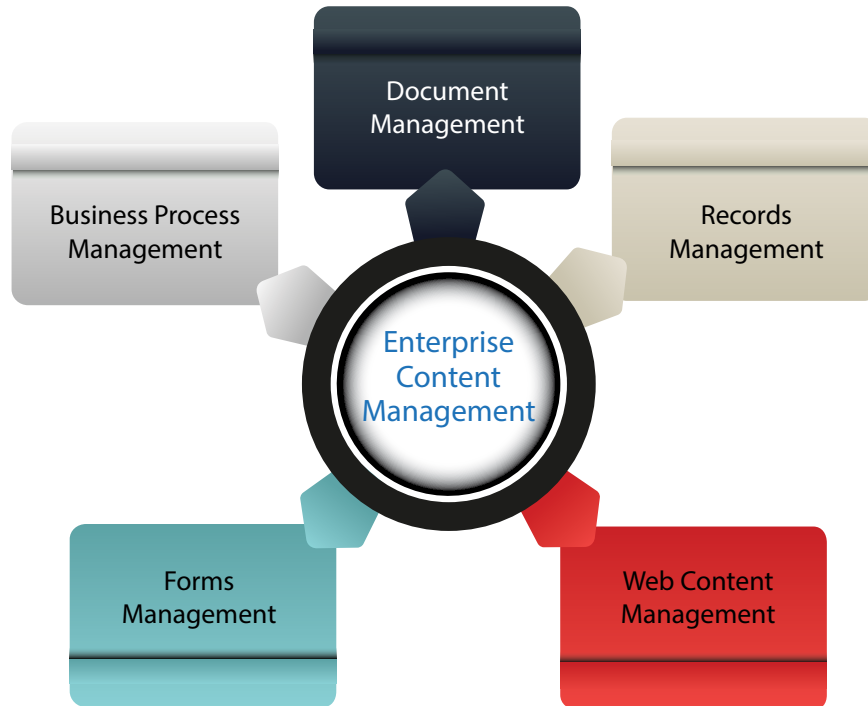 Document
Management
Business Process
Management
Records
Management
Enterprise
Content
Management
Forms
Management
Web Content
Management